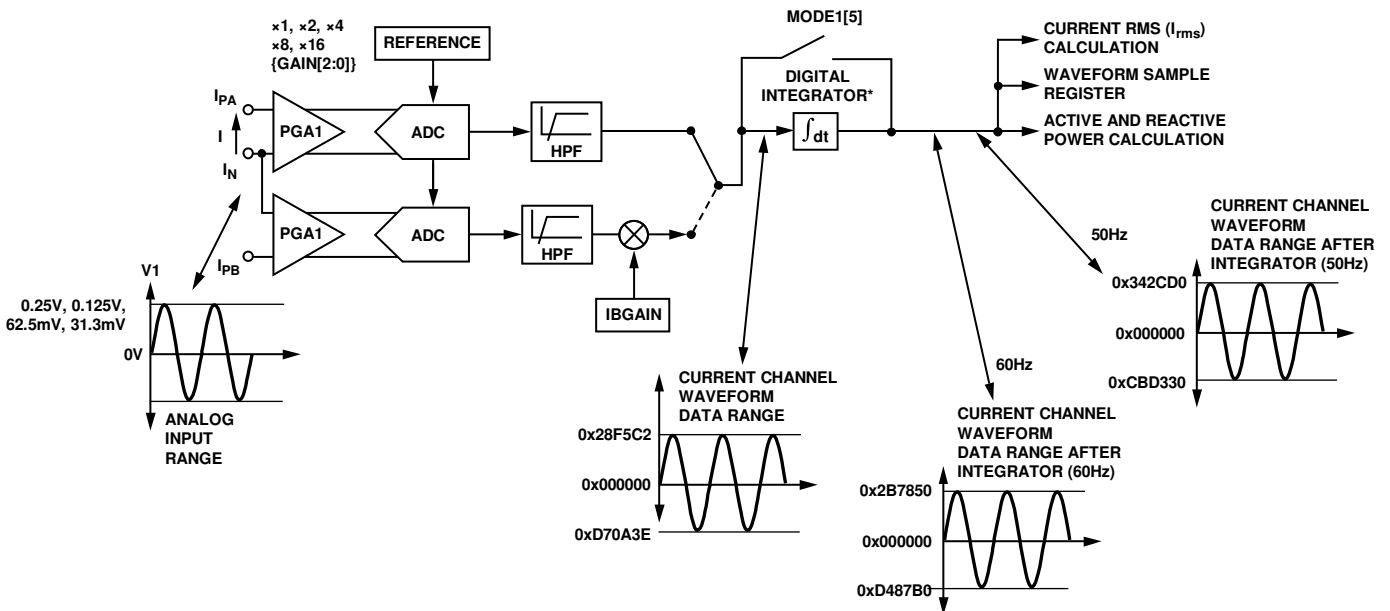 ×1, ×2, ×4
×8, ×16
{GAIN[2:0]}
REFERENCE
MODE1[5]
CURRENT RMS (Irms)
CALCULATION
WAVEFORM SAMPLE
REGISTER
ACTIVE AND REACTIVE
POWER CALCULATION
DIGITAL
INTEGRATOR*
IPA
I
IN
IPB
PGA1
ADC
HPF
∫dt
PGA1
ADC
HPF
IBGAIN
V1
0.25V, 0.125V,
62.5mV, 31.3mV
0V
ANALOG
INPUT
RANGE
CURRENT CHANNEL
WAVEFORM
DATA RANGE
0x28F5C2
0x000000
0xD70A3E
60Hz
CURRENT CHANNEL
WAVEFORM
DATA RANGE AFTER
INTEGRATOR (60Hz)
0x2B7850
0x000000
0xD487B0
50Hz
CURRENT CHANNEL
WAVEFORM
DATA RANGE AFTER
INTEGRATOR (50Hz)
0x342CD0
0x000000
0xCBD330